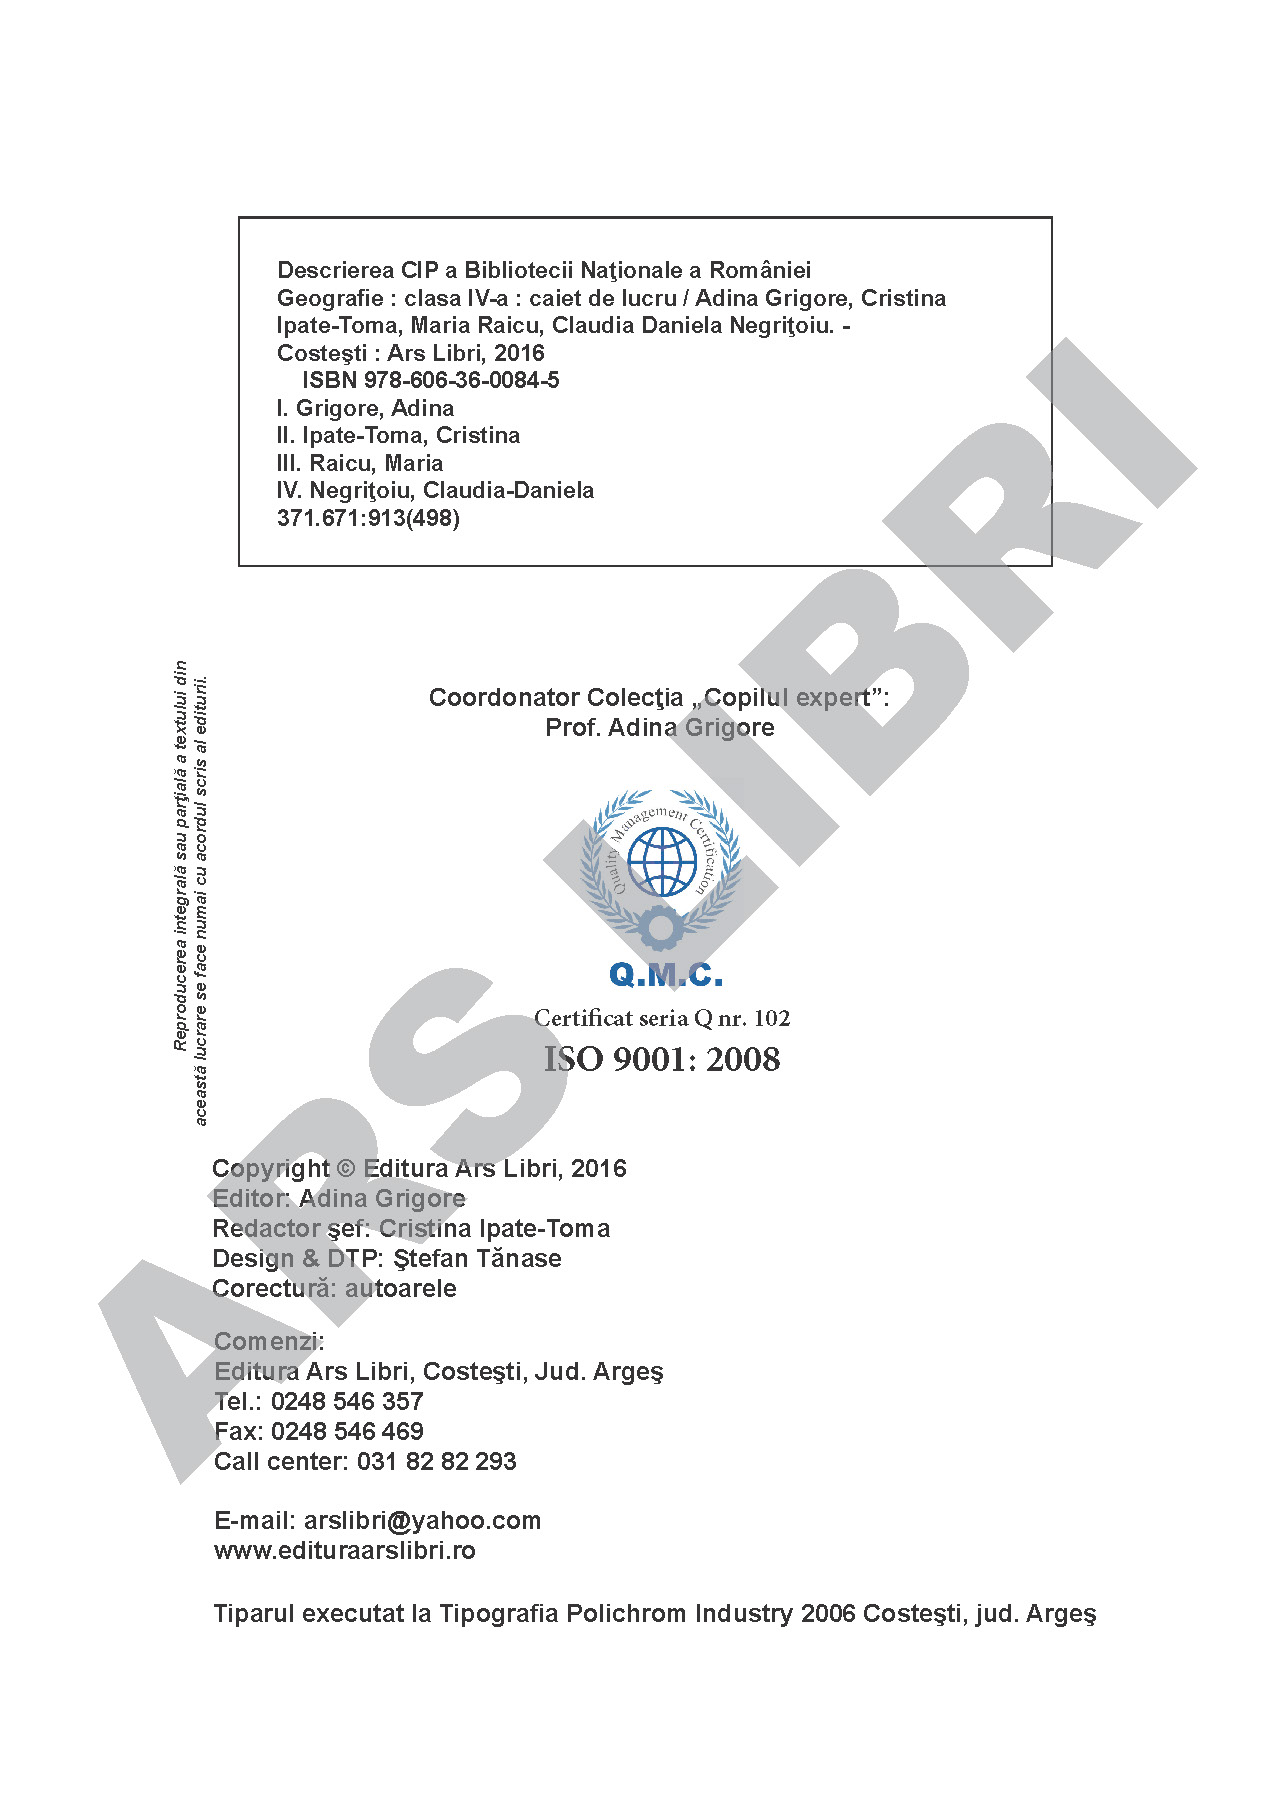 Descrierea CIP a Bibliotecii Naţionale a României
Geografie : clasa IV-a : caiet de lucru / Adina Grigore, Cristina
Ipate-Toma, Maria Raicu, Claudia Daniela Negriţoiu. -
Costeşti : Ars Libri, 2016
ISBN 978-606-36-0084-5
I. Grigore, Adina
II. Ipate-Toma, Cristina
III. Raicu, Maria
IV. Negriţoiu, Claudia-Daniela
371.671:913(498)
Reproducerea integrală sau parţială a textului din
această lucrare se face numai cu acordul scris al editurii.
Coordonator Colecţia „Copilul expert”:
Prof. Adina Grigore
Quality Management Certification
Q.M.C.
Certificat seria Q nr. 102
ISO 9001: 2008
ARS LIBRI
Copyright © Editura Ars Libri, 2016
Editor: Adina Grigore
Redactor şef: Cristina Ipate-Toma
Design & DTP: Ştefan Tănase
Corectură: autoarele
Comenzi:
Editura Ars Libri, Costeşti, Jud. Argeş
Tel.: 0248 546 357
Fax: 0248 546 469
Call center: 031 82 82 293
E-mail: arslibri@yahoo.com
www.edituraarslibri.ro
Tiparul executat la Tipografia Polichrom Industry 2006 Costeşti, jud. Argeş